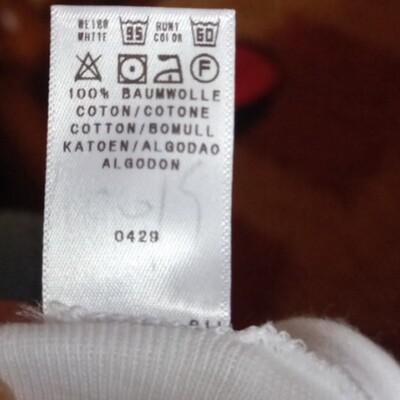 WEISS 95 BUNT 60
WHITE COLOR
F
100% BAUMWOLLE
COTON/COTONE
COTTON/BOMULL
KATOEN/ALGODAO
ALGODON
0429